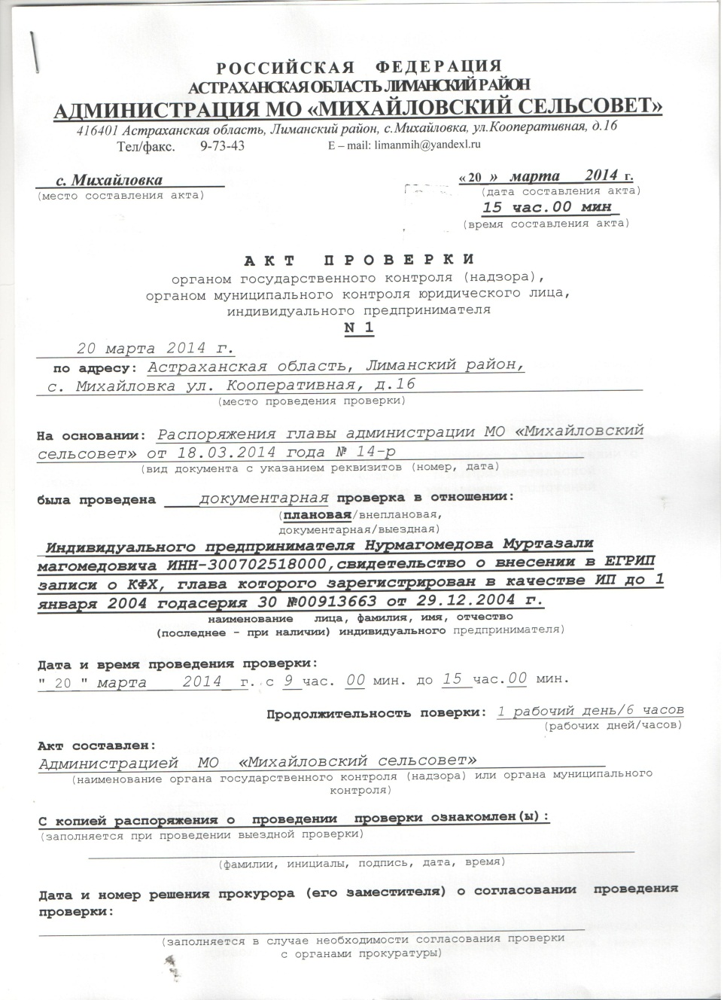 РОССИЙСКАЯ ФЕДЕРАЦИЯ
АСТРАХАНСКАЯ ОБЛАСТЬ ЛИМАНСКИЙ РАЙОН
АДМИНИСТРАЦИЯ МО «МИХАЙЛОВСКИЙ СЕЛЬСОВЕТ»
416401 Астраханская область, Лиманский район, с.Михайловка, ул.Кооперативная, д.16
Тел/факс. 9-73-43 E – mail: limanmih@yandexl.ru
с. Михайловка « 20 » марта 2014 г.
(место составления акта) (дата составления акта)
15 час.00 мин
(время составления акта)
А К Т П Р О В Е Р К И
органом государственного контроля (надзора),
органом муниципального контроля юридического лица,
индивидуального предпринимателя
N 1
20 марта 2014 г.
по адресу: Астраханская область, Лиманский район,
с. Михайловка ул. Кооперативная, д.16
(место проведения проверки)
На основании: Распоряжения главы администрации МО «Михайловский
сельсовет» от 18.03.2014 года № 14-р
(вид документа с указанием реквизитов (номер, дата)
была проведена документарная проверка в отношении:
(плановая/внеплановая,
документарная/выездная)
Индивидуального предпринимателя Нурмагомедова Муртазали
магомедовича ИНН-300702518000,свидетельство о внесении в ЕГРИП
записи о КФХ, глава которого зарегистрирован в качестве ИП до 1
января 2004 годасерия 30 №00913663 от 29.12.2004 г.
наименование лица, фамилия, имя, отчество
(последнее - при наличии) индивидуального предпринимателя)
Дата и время проведения проверки:
"_20_" марта 2014_ г. с 9 час. 00 мин. до 15 час.00 мин.
Продолжительность поверки: 1 рабочий день/6 часов
(рабочих дней/часов)
Акт составлен:
Администрацией МО «Михайловский сельсовет»
(наименование органа государственного контроля (надзора) или органа муниципального
контроля)
С копией распоряжения о проведении проверки ознакомлен(ы):
(заполняется при проведении выездной проверки)
(фамилии, инициалы, подпись, дата, время)
Дата и номер решения прокурора (его заместителя) о согласовании проведения
проверки:
(заполняется в случае необходимости согласования проверки
с органами прокуратуры)